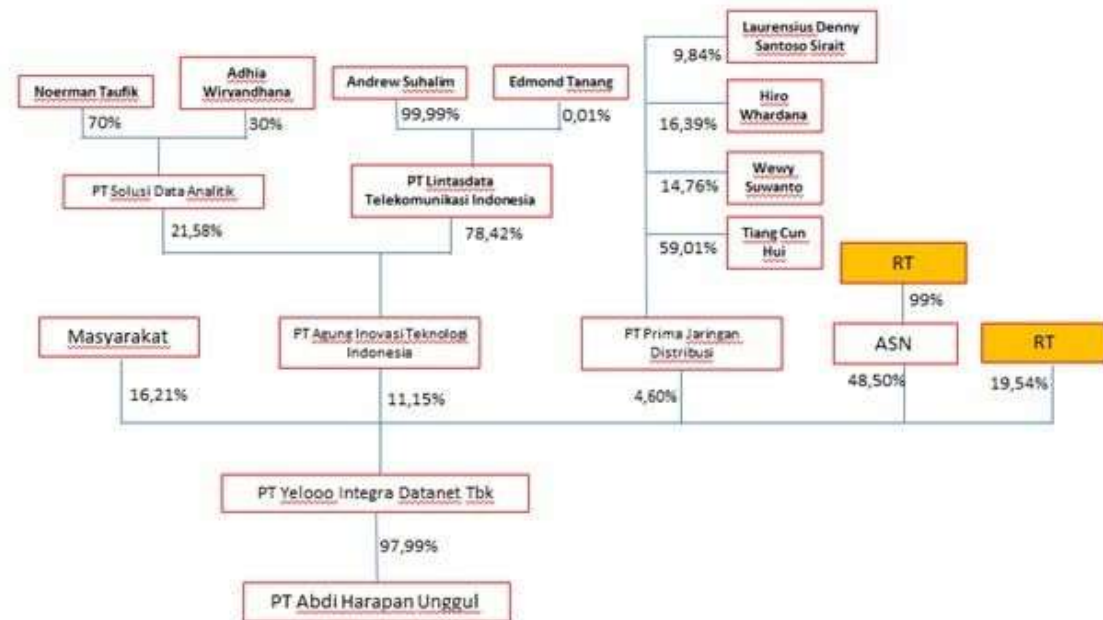 Laurensius Denny
Santoso Sirait
9,84%
Adhia
Wiryandhana
Noerman Taufik
Andrew Suhalim
Edmond Tanang
Hiro
Whardana
70%
30%
99,99%
0,01%
16,39%
PT Solusi Data Analitik
PT Lintasdata
Telekomunikasi Indonesia
Wewy
Suwanto
14,76%
21,58%
78,42%
59,01%
Tiang Cun
Hui
RT
99%
Masyarakat
PT Agung Inovasi Teknologi
Indonesia
PT Prima Jaringan
Distribusi
ASN
RT
16,21%
11,15%
4,60%
48,50%
19,54%
PT Yelooo Integra Datanet Tbk
97,99%
PT Abdi Harapan Unggul